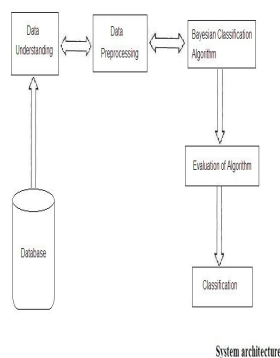 Data
Understanding
Data
Preprocessing
Bayesian Classification
Algorithm
Evaluation of Algorithm
Database
Classification
System architecture